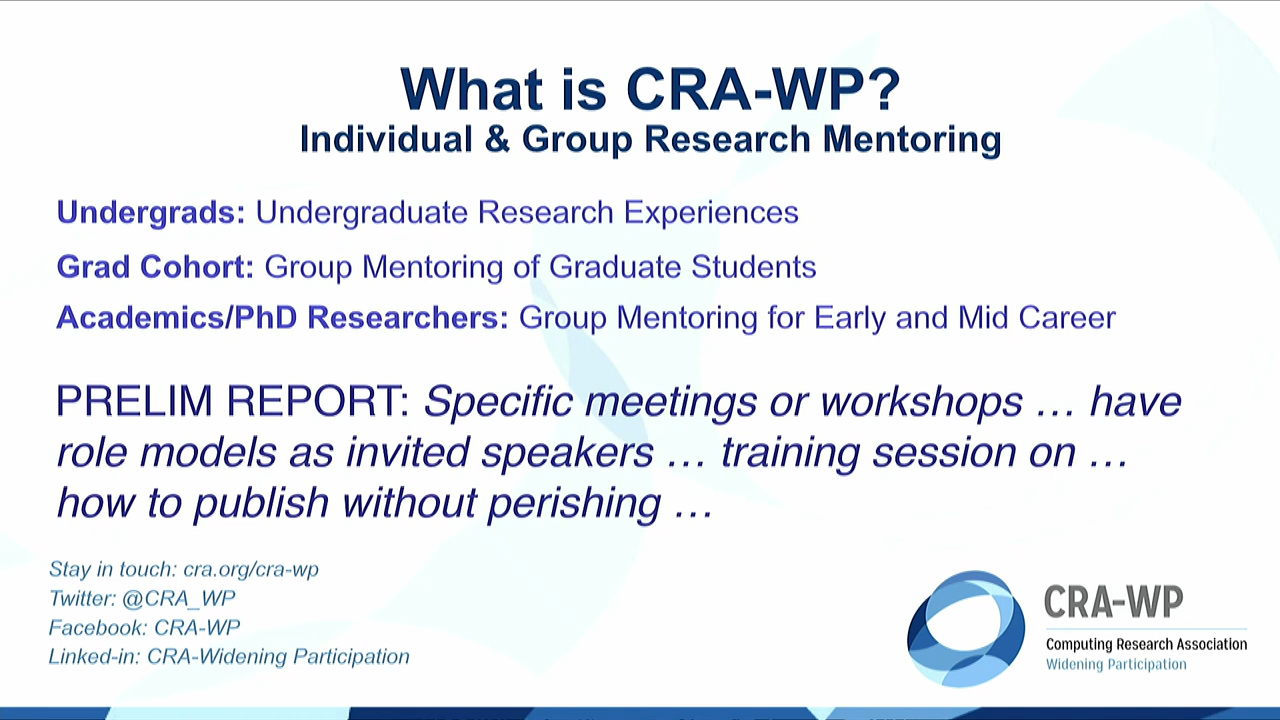 What is CRA-WP?
Individual & Group Research Mentoring
Undergrads: Undergraduate Research Experiences
Grad Cohort: Group Mentoring of Graduate Students
Academics/PhD Researchers: Group Mentoring for Early and Mid Career
PRELIM REPORT: Specific meetings or workshops … have
role models as invited speakers … training session on …
how to publish without perishing …
Stay in touch: cra.org/cra-wp
Twitter: @CRA_WP
Facebook: CRA-WP
Linked-in: CRA-Widening Participation
CRA-WP
Computing Research Association
Widening Participation